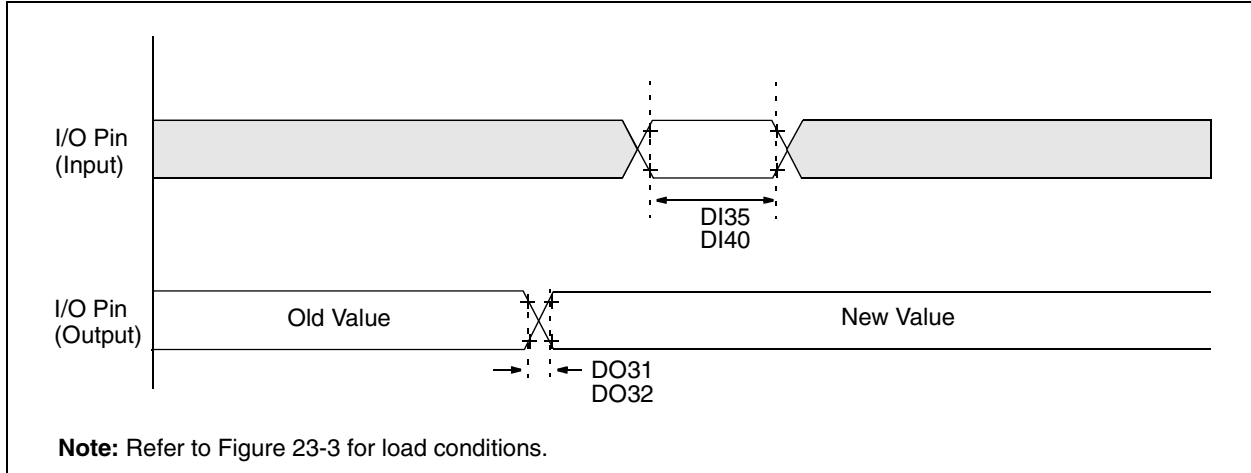 I/O Pin
(Input)
DI35
DI40
I/O Pin
(Output)
Old Value
New Value
DO31
DO32
Note: Refer to Figure 23-3 for load conditions.